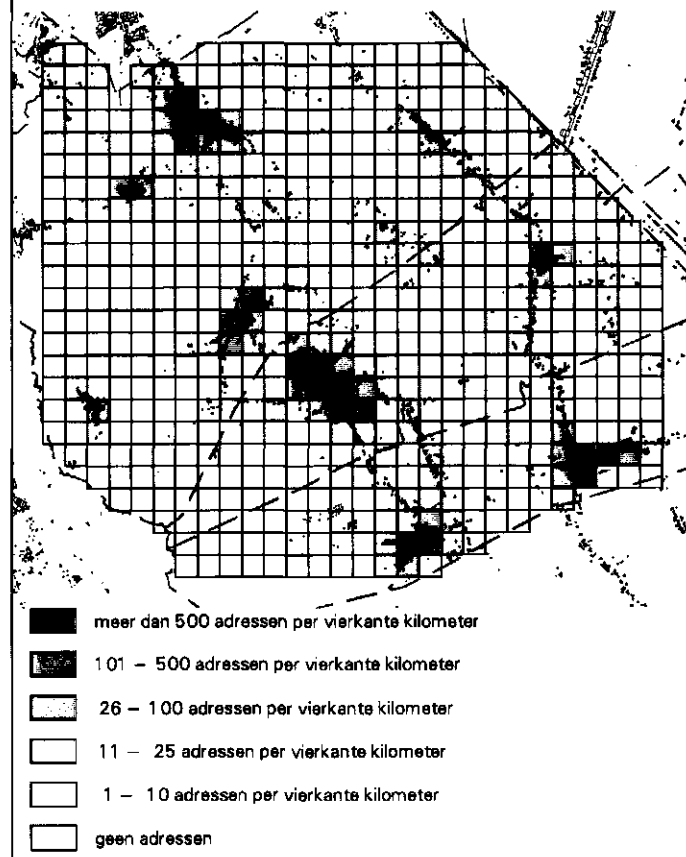 meer dan 500 adressen per vierkante kilometer
101 – 500 adressen per vierkante kilometer
26 – 100 adressen per vierkante kilometer
11 – 25 adressen per vierkante kilometer
1 – 10 adressen per vierkante kilometer
geen adressen